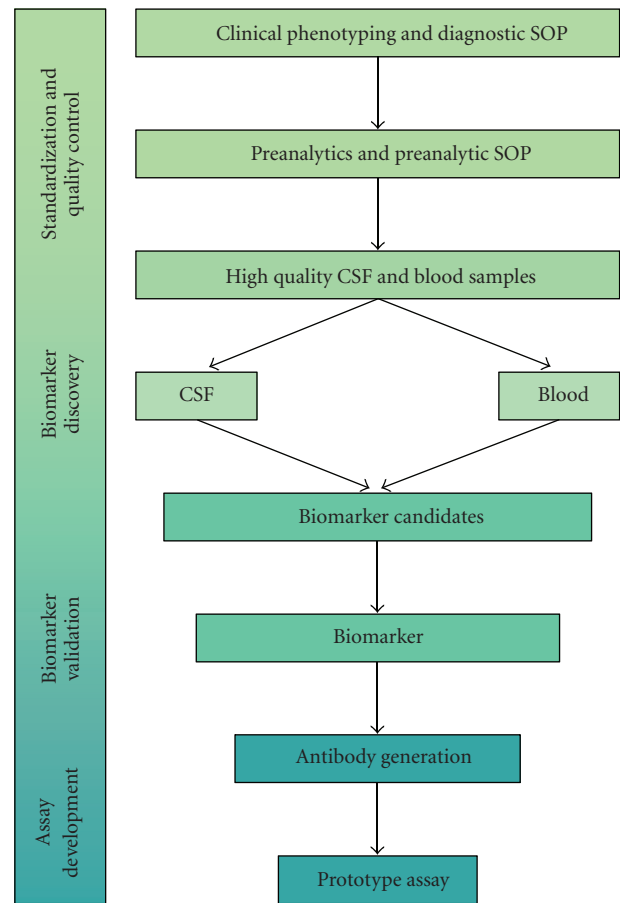 Clinical phenotyping and diagnostic SOP
Preanalytics and preanalytic SOP
High quality CSF and blood samples
CSF
Blood
Biomarker candidates
Biomarker
Antibody generation
Prototype assay
Standardization and
quality control
Biomarker
discovery
Biomarker
validation
Assay
development